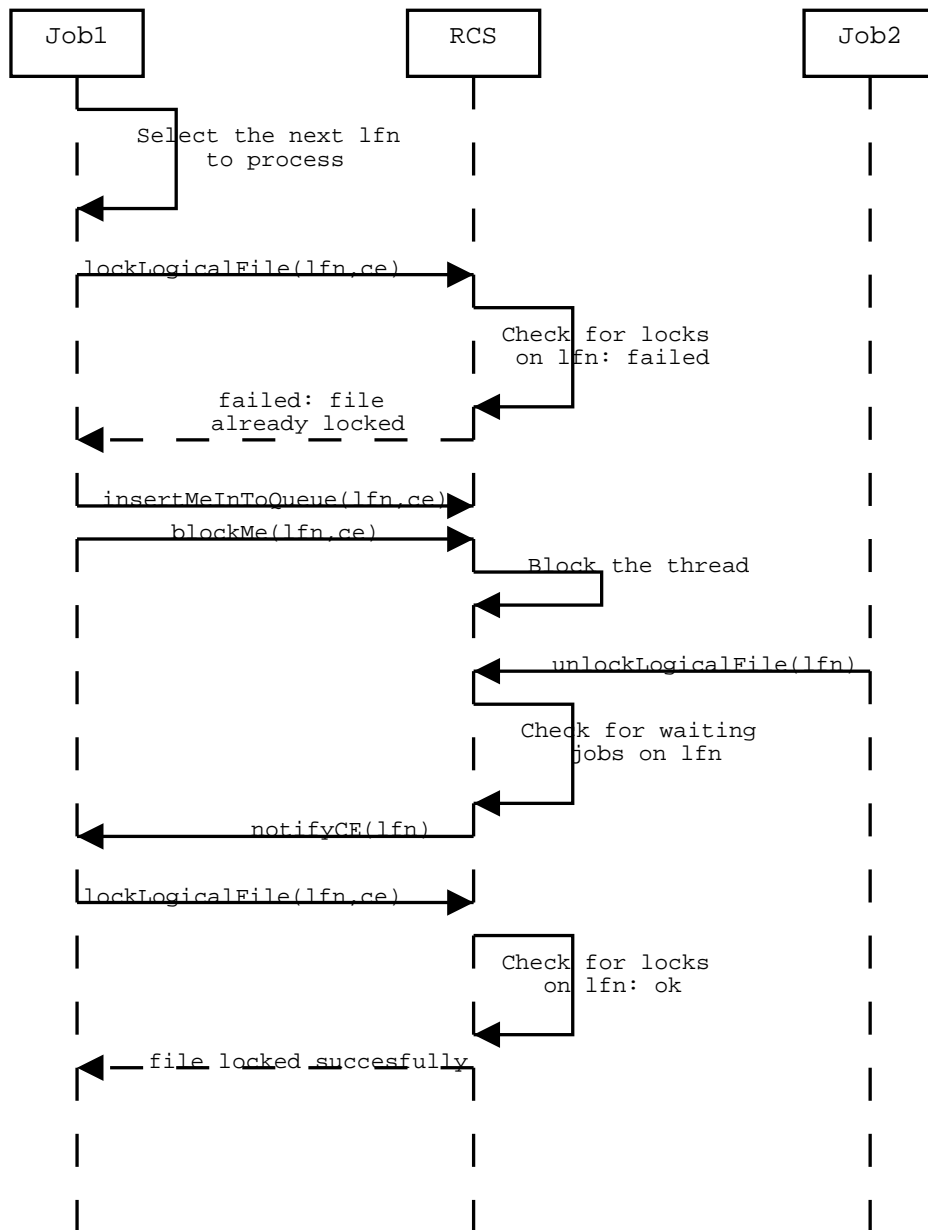 Job1
RCS
Job2
Select the next lfn
to process
lockLogicalFile(lfn,ce)
Check for locks
on lfn: failed
failed: file
already locked
insertMeInToQueue(lfn,ce)
blockMe(lfn,ce)
Block the thread
unlockLogicalFile(lfn)
Check for waiting
jobs on lfn
notifyCE(lfn)
lockLogicalFile(lfn,ce)
Check for locks
on lfn: ok
file locked succesfully